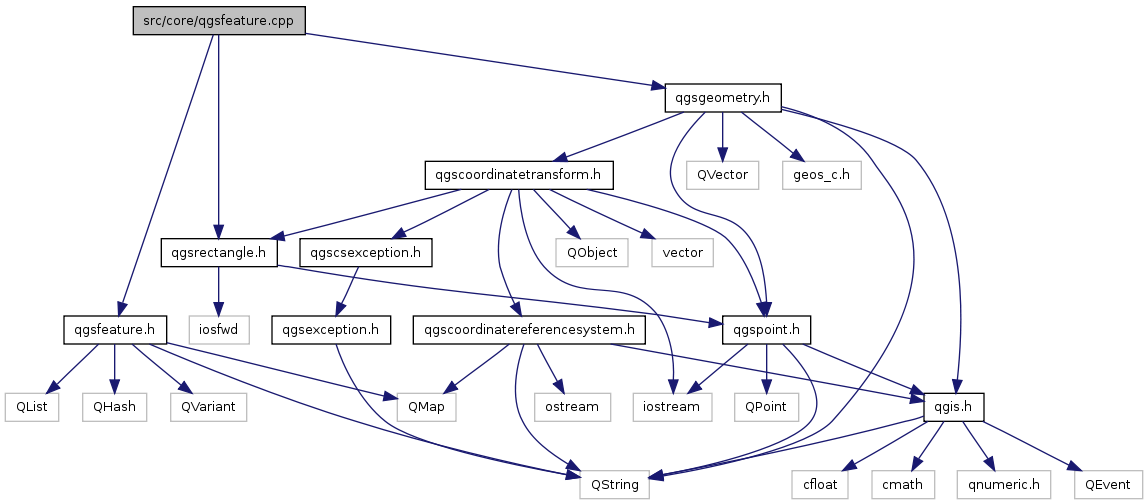 src/core/qgsfeature.cpp
qgsgeometry.h
qgscoordinatetransform.h
QVector
geos_c.h
qgsrectangle.h
qgscsexception.h
QObject
vector
qgsfeature.h
iosfwd
qgsexception.h
qgscoordinatereferencesystem.h
qgspoint.h
QList
QHash
QVariant
QMap
ostream
iostream
QPoint
qgis.h
QString
cfloat
cmath
qnumeric.h
QEvent